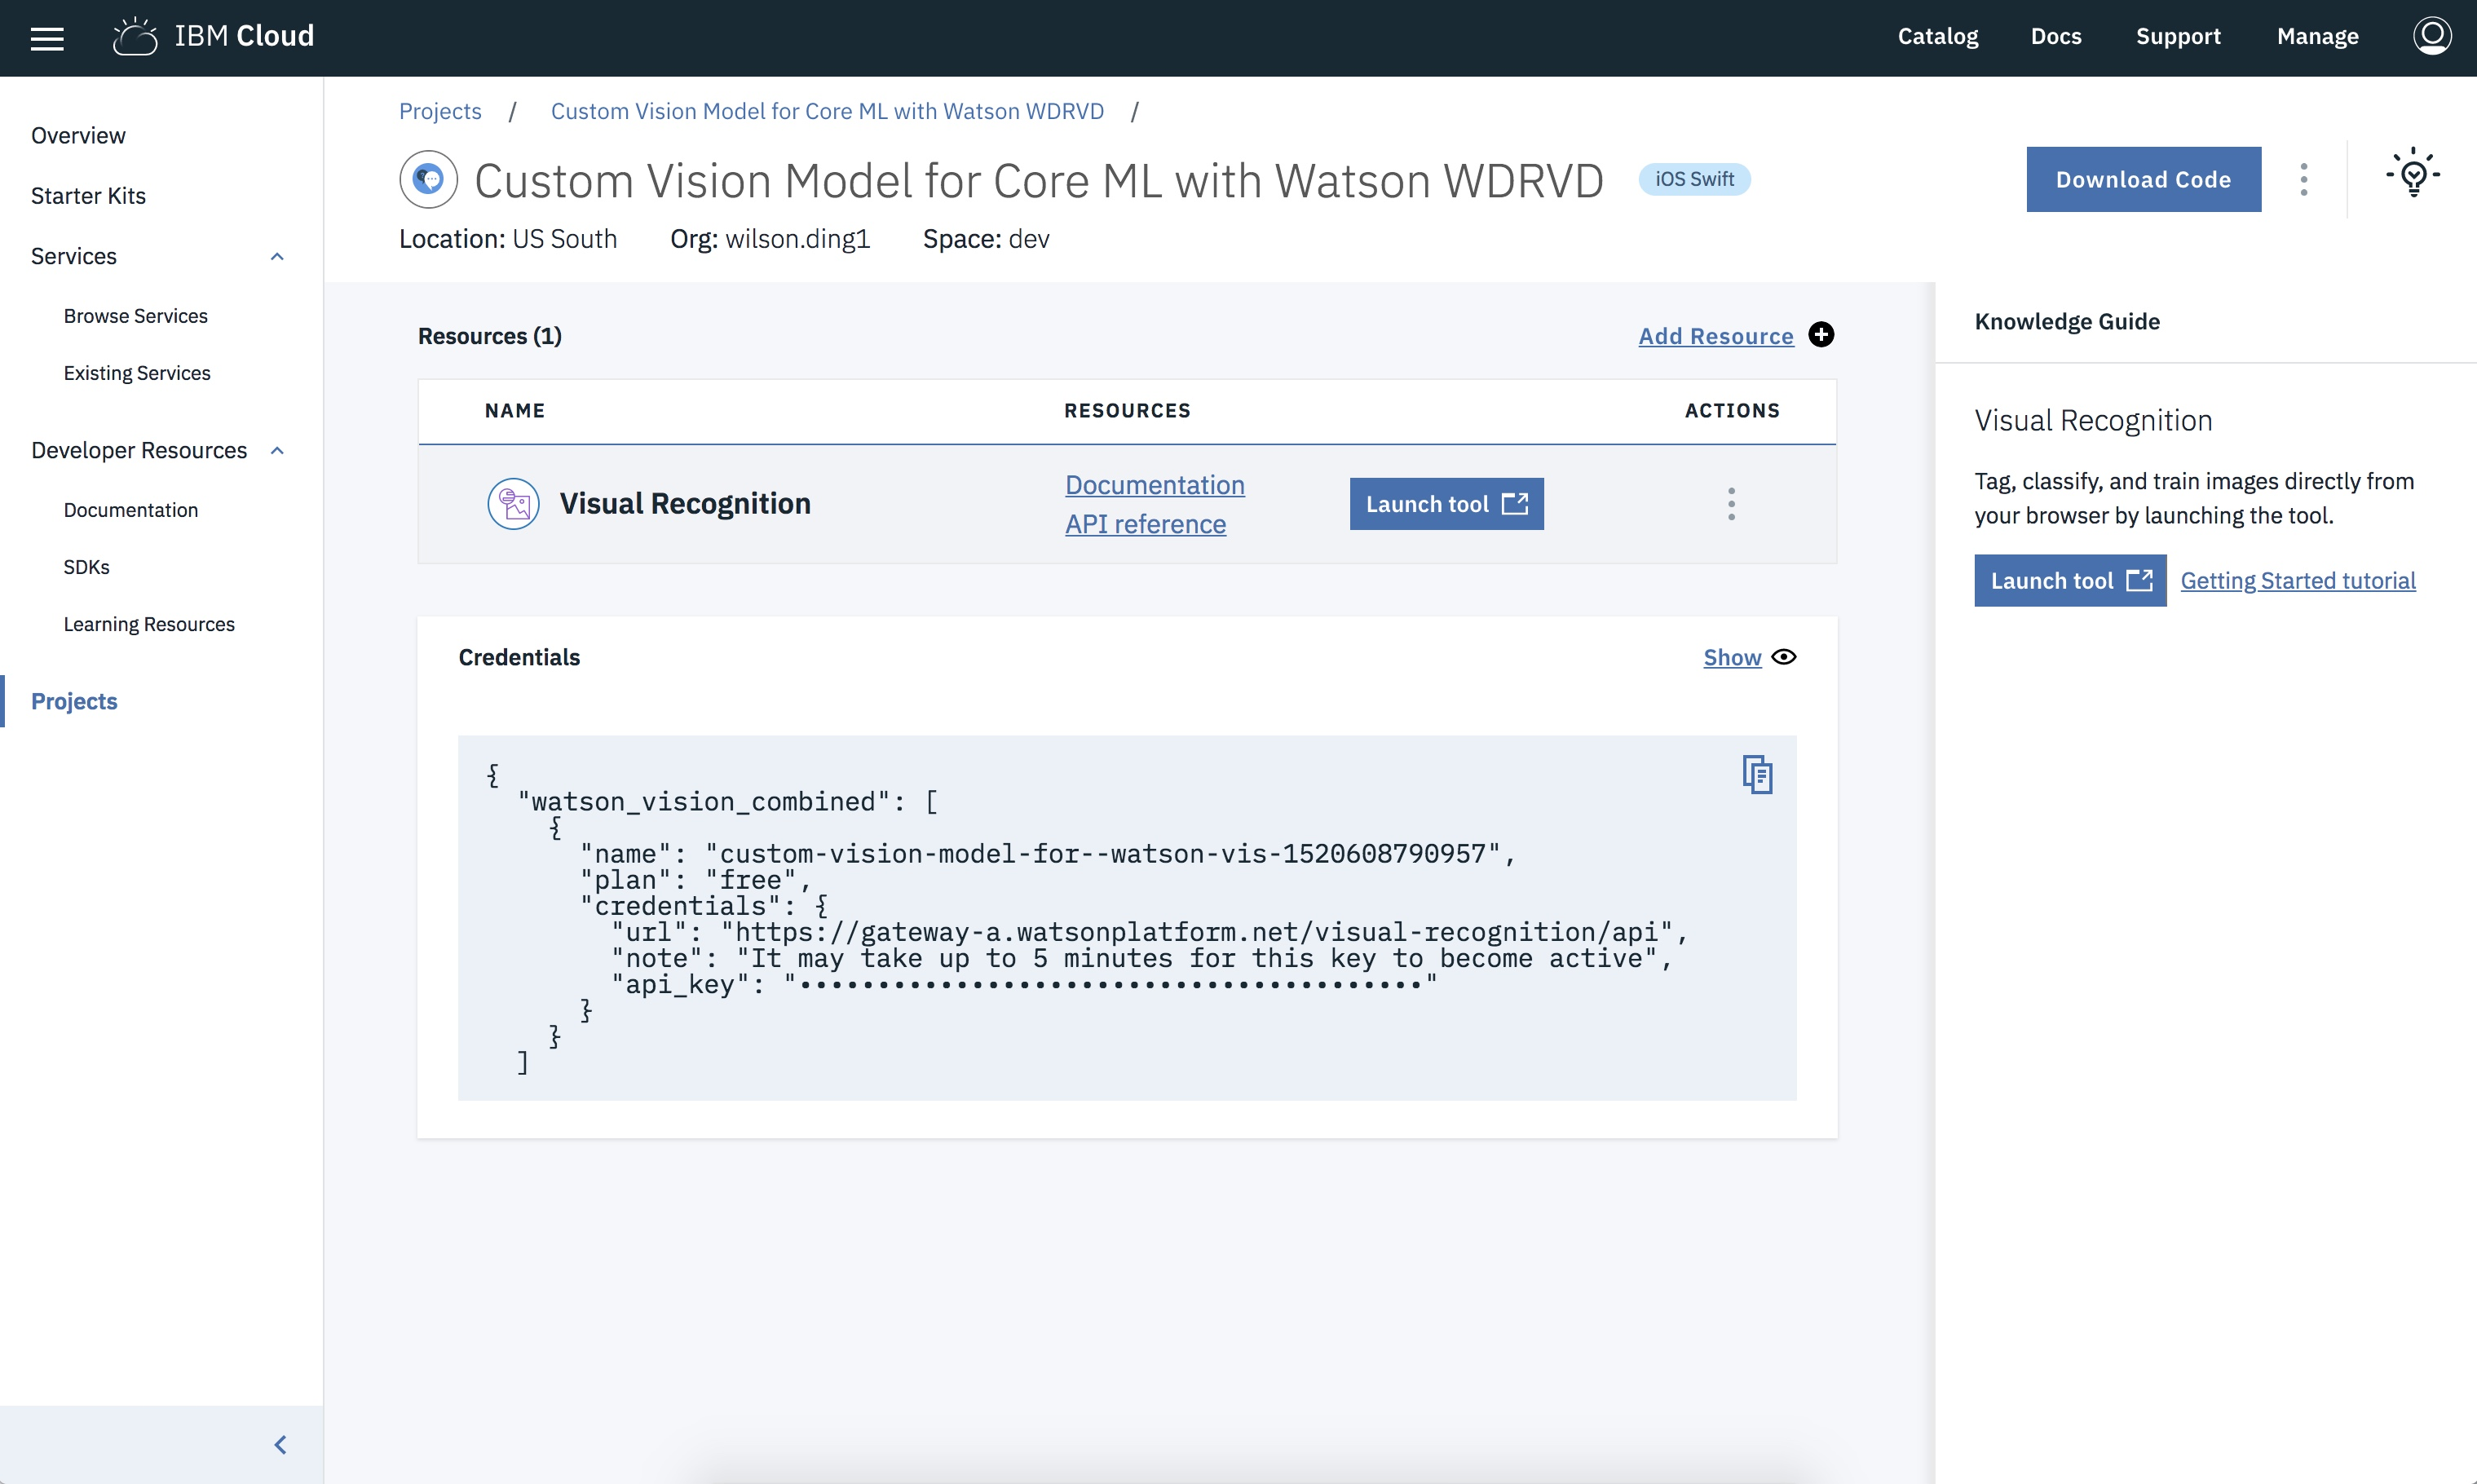 IBM Cloud
Catalog Docs Support Manage
Overview
Starter Kits
Services
Browse Services
Existing Services
Developer Resources
Documentation
SDKs
Learning Resources
Projects
Projects / Custom Vision Model for Core ML with Watson WDRVD /
Custom Vision Model for Core ML with Watson WDRVD iOS Swift
Download Code
Location: US South Org: wilson.ding1 Space: dev
Resources (1) Add Resource
NAME RESOURCES ACTIONS
Visual Recognition
Documentation
API reference
Launch tool
Credentials Show
{
"watson_vision_combined": [
{
"name": "custom-vision-model-for--watson-vis-1520608790957",
"plan": "free",
"credentials": {
"url": "https://gateway-a.watsonplatform.net/visual-recognition/api",
"note": "It may take up to 5 minutes for this key to become active",
"api_key": "••••••••••••••••••••••••••••••••••••••••"
}
}
]
Knowledge Guide
Visual Recognition
Tag, classify, and train images directly from
your browser by launching the tool.
Launch tool Getting Started tutorial